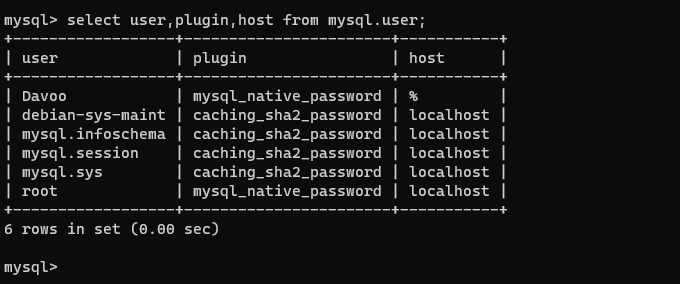 mysql> select user,plugin,host from mysql.user;
+------------------+-----------------------+-----------+
| user             | plugin                | host      |
+------------------+-----------------------+-----------+
| Davoo            | mysql_native_password | %         |
| debian-sys-maint | caching_sha2_password | localhost |
| mysql.infoschema | caching_sha2_password | localhost |
| mysql.session    | caching_sha2_password | localhost |
| mysql.sys        | caching_sha2_password | localhost |
| root             | mysql_native_password | localhost |
+------------------+-----------------------+-----------+
6 rows in set (0.00 sec)
mysql>